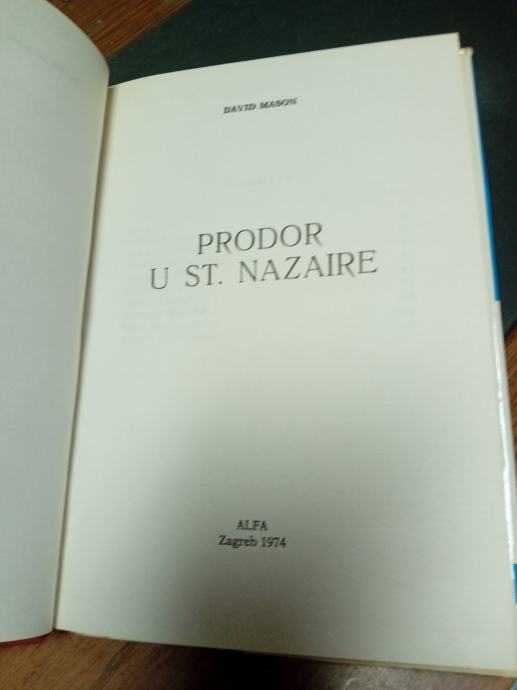 DAVID MASON
PRODOR
U ST. NAZAIRE
ALFA
Zagreb 1974